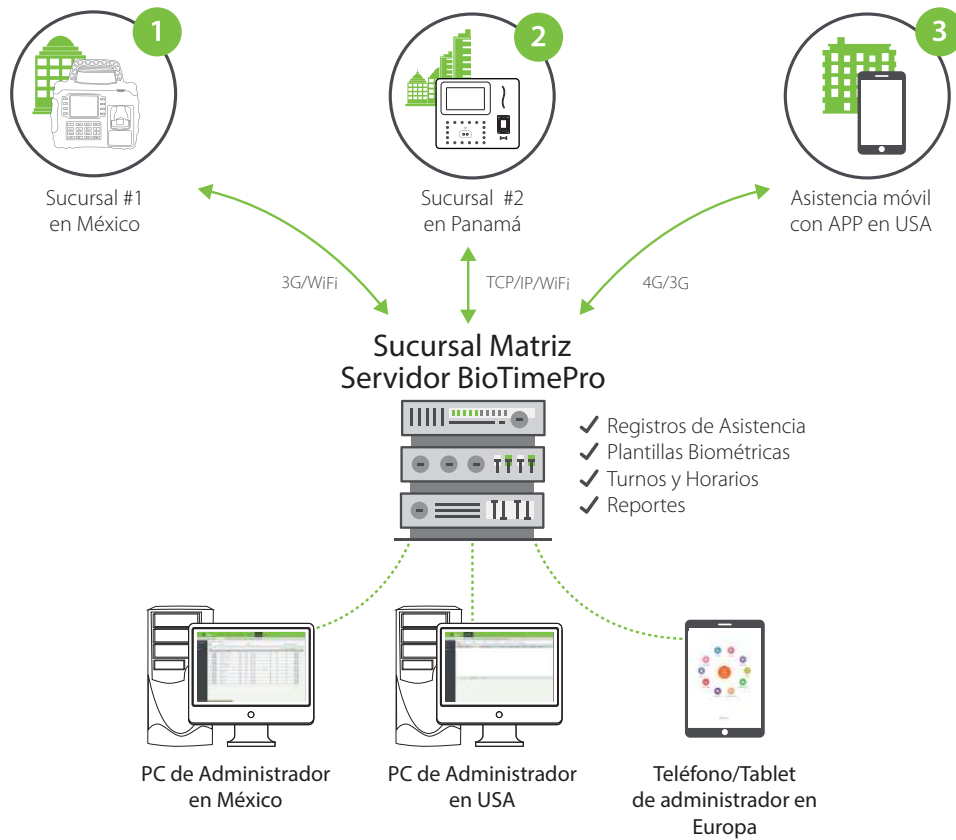 1
2
3
Sucursal #1
en México
Sucursal #2
en Panamá
Asistencia móvil
con APP en USA
3G/WiFi
TCP/IP/WiFi
4G/3G
Sucursal Matriz
Servidor BioTimePro
Registros de Asistencia
Plantillas Biométricas
Turnos y Horarios
Reportes
PC de Administrador
en México
PC de Administrador
en USA
Teléfono/Tablet
de administrador en
Europa